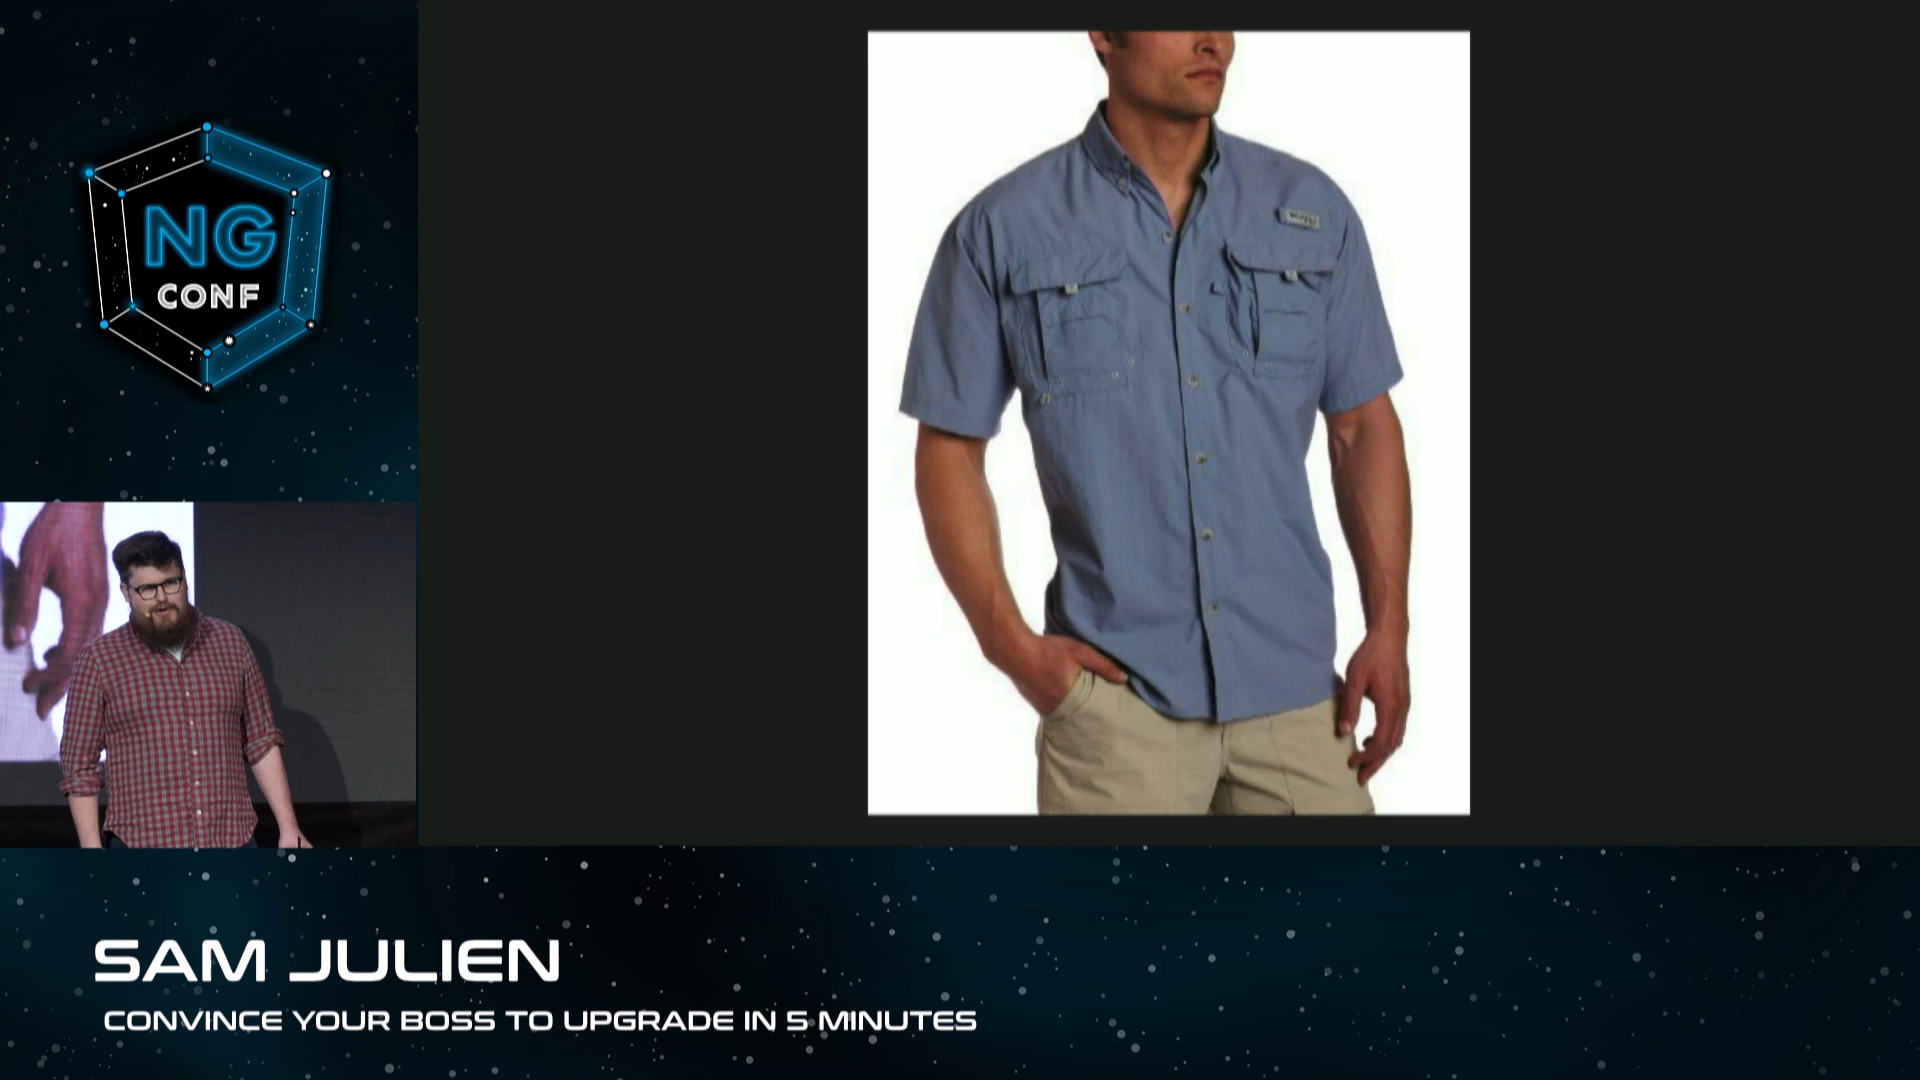 NG
CONF
SAM JULIEN
CONVINCE YOUR BOSS TO UPGRADE IN 5 MINUTES